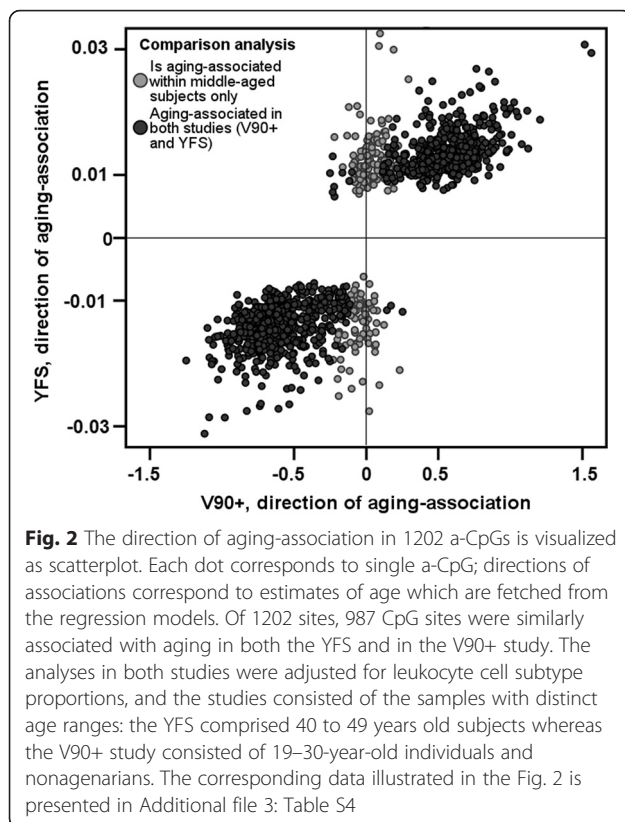 0.03
0.01
0
-0.01
-0.03
YFS, direction of aging-association
Comparison analysis
Is aging-associated
within middle-aged
subjects only
Aging-associated in
both studies (V90+
and YFS)
-1.5
-0.5
0
0.5
1.5
V90+, direction of aging-association
Fig. 2 The direction of aging-association in 1202 a-CpGs is visualized
as scatterplot. Each dot corresponds to single a-CpG; directions of
associations correspond to estimates of age which are fetched from
the regression models. Of 1202 sites, 987 CpG sites were similarly
associated with aging in both the YFS and in the V90+ study. The
analyses in both studies were adjusted for leukocyte cell subtype
proportions, and the studies consisted of the samples with distinct
age ranges: the YFS comprised 40 to 49 years old subjects whereas
the V90+ study consisted of 19–30-year-old individuals and
nonagenarians. The corresponding data illustrated in the Fig. 2 is
presented in Additional file 3: Table S4